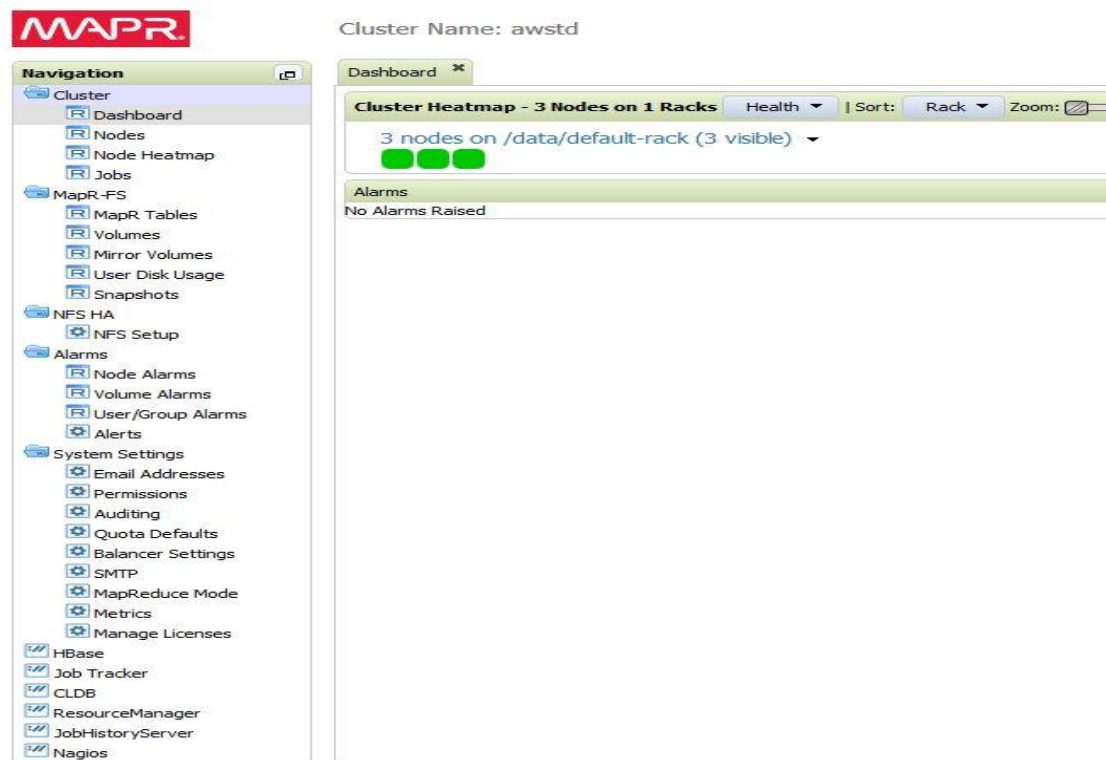 MAPR.
Cluster Name: awstd
Navigation
Cluster
Dashboard
Nodes
Node Heatmap
Jobs
MapR-FS
MapR Tables
Volumes
Mirror Volumes
User Disk Usage
Snapshots
NFS HA
NFS Setup
Alarms
Node Alarms
Volume Alarms
User/Group Alarms
Alerts
System Settings
Email Addresses
Permissions
Auditing
Quota Defaults
Balancer Settings
SMTP
MapReduce Mode
Metrics
Manage Licenses
HBase
Job Tracker
CLDB
ResourceManager
JobHistoryServer
Nagios
Dashboard
Cluster Heatmap - 3 Nodes on 1 Racks Health | Sort: Rack Zoom:
3 nodes on /data/default-rack (3 visible)
Alarms
No Alarms Raised